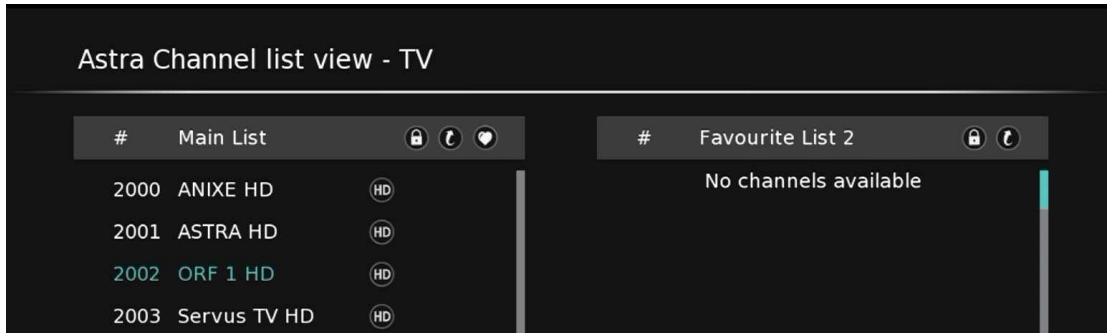 Astra Channel list view - TV
# Main List
2000 ANIXE HD HD
2001 ASTRA HD HD
2002 ORF 1 HD HD
2003 Servus TV HD HD
# Favourite List 2
No channels available